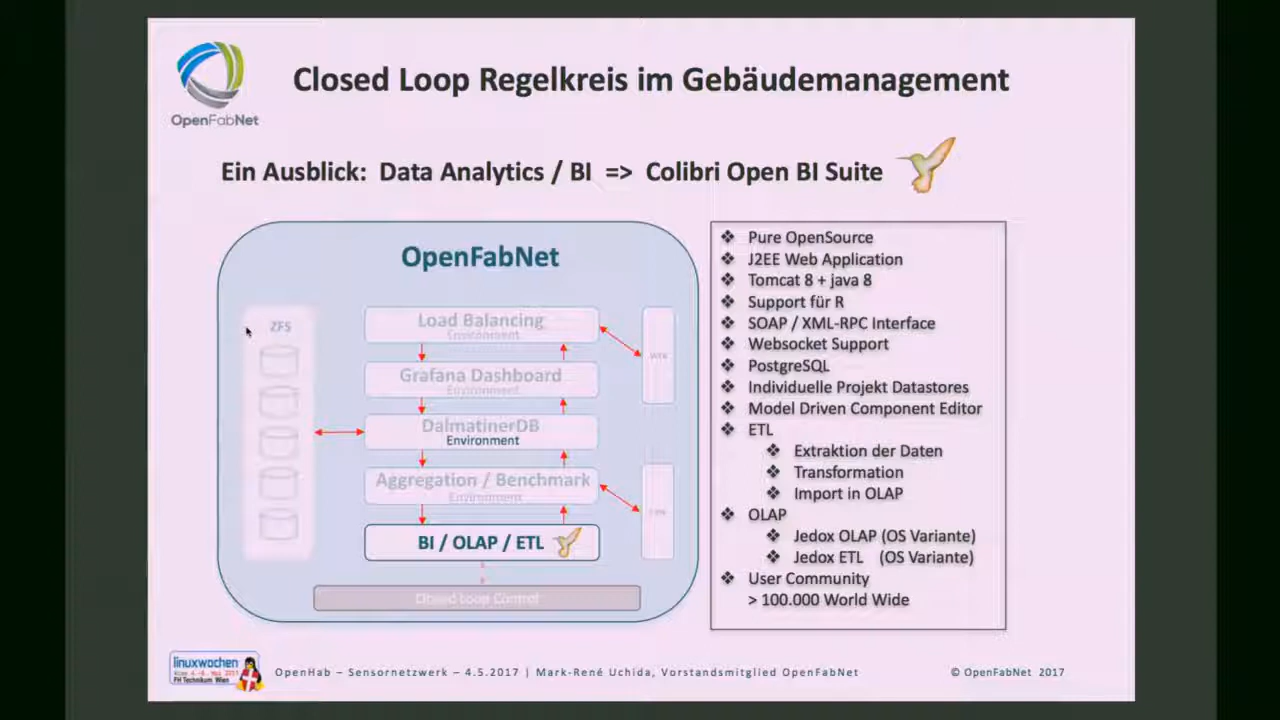 OpenFabNet
Closed Loop Regelkreis im Gebäudemanagement
Ein Ausblick: Data Analytics / BI => Colibri Open BI Suite
OpenFabNet
ZFS
Load Balancing
Environment
Grafana Dashboard
Environment
DalmatinerDB
Environment
Aggregation / Benchmark
Environment
BI / OLAP / ETL
Closed Loop Control
❖ Pure OpenSource
❖ J2EE Web Application
❖ Tomcat 8 + java 8
❖ Support für R
❖ SOAP / XML-RPC Interface
❖ Websocket Support
❖ PostgreSQL
❖ Individuelle Projekt Datastores
❖ Model Driven Component Editor
❖ ETL
❖ Extraktion der Daten
❖ Transformation
❖ Import in OLAP
❖ OLAP
❖ Jedox OLAP (OS Variante)
❖ Jedox ETL (OS Variante)
❖ User Community
> 100.000 World Wide
linuxwochen
FH Technikum Wien
OpenHab – Sensornetzwerk – 4.5.2017 | Mark-René Uchida, Vorstandsmitglied OpenFabNet
© OpenFabNet 2017